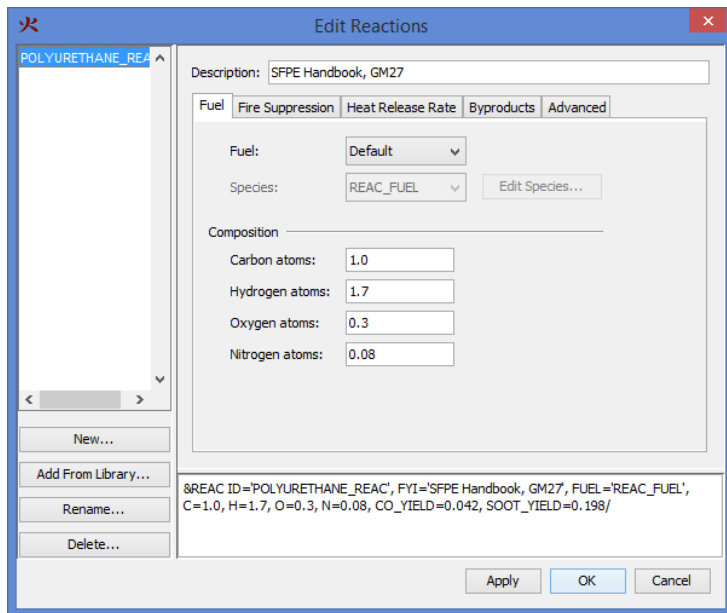 火
Edit Reactions
x
POLYURETHANE_REA
Description: SFPE Handbook, GM27
Fuel Fire Suppression Heat Release Rate Byproducts Advanced
Fuel: Default
Species: REAC_FUEL Edit Species...
Composition
Carbon atoms: 1.0
Hydrogen atoms: 1.7
Oxygen atoms: 0.3
Nitrogen atoms: 0.08
New...
Add From Library...
Rename...
Delete...
&REAC ID='POLYURETHANE_REAC', FYI='SFPE Handbook, GM27', FUEL='REAC_FUEL',
C=1.0, H=1.7, O=0.3, N=0.08, CO_YIELD=0.042, SOOT_YIELD=0.198/
Apply OK Cancel